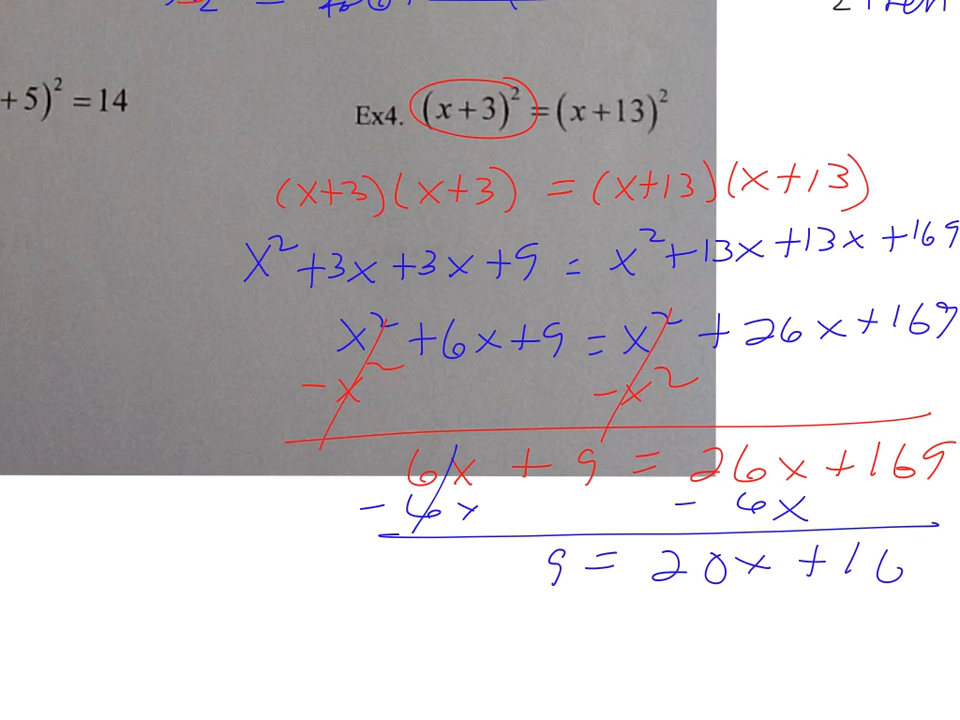 +5)² = 14
Ex4. (x+3)² = (x+13)²
(x+3)(x+3) = (x+13)(x+13)
x² +3x +3x +9 = x² +13x +13x +169
x² +6x +9 = x² + 26x + 169
-x² -x²
6x + 9 = 26x + 169
-6x - 6x
9 = 20x + 16